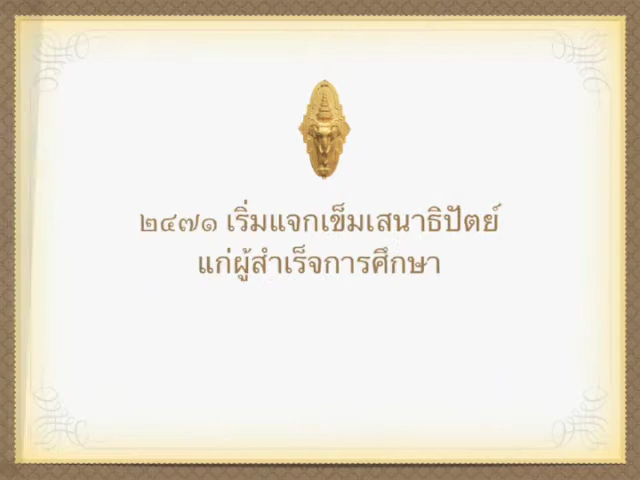 ๒๔๗๑ เริ่มแจกเข็มเสนาธิปัตย์
แก่ผู้สำเร็จการศึกษา